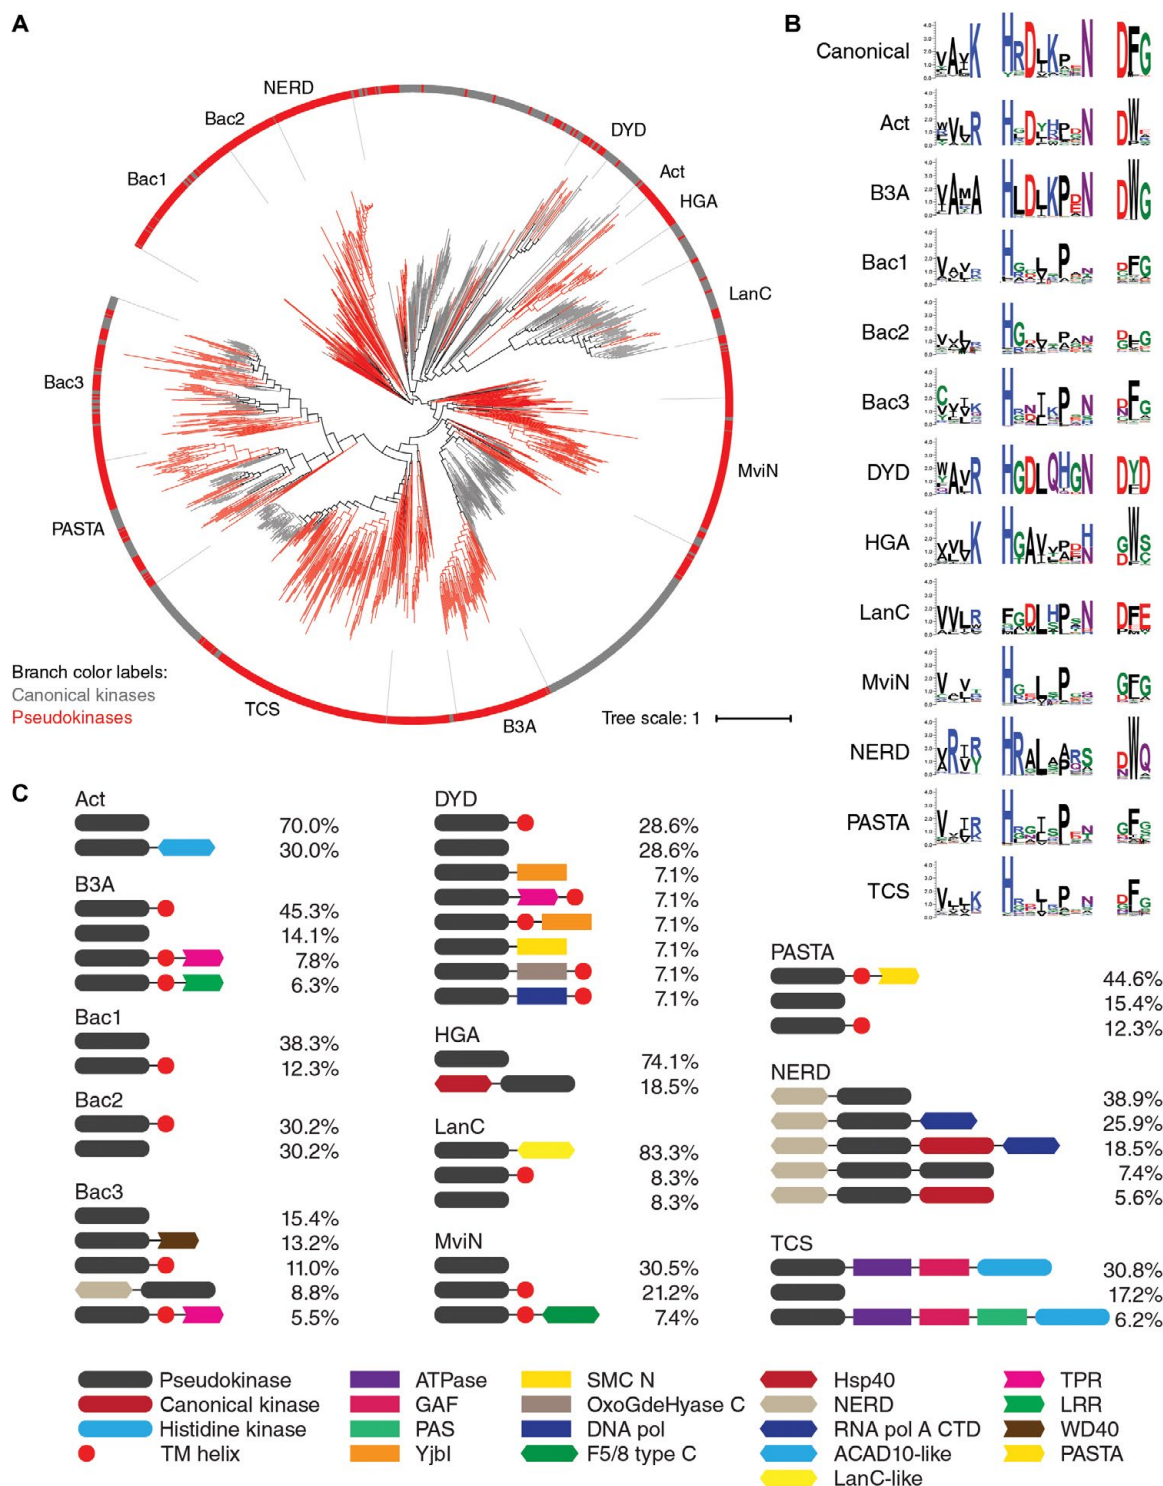 A
NERD
Bac2
Bac1
DYD
Act
HGA
LanC
Bac3
MviN
PASTA
TCS
B3A
Branch color labels:
Canonical kinases
Pseudokinases
Tree scale: 1
B
Canonical
Act
B3A
Bac1
Bac2
Bac3
DYD
HGA
LanC
MviN
NERD
PASTA
TCS
C
Act
70.0%
30.0%
B3A
45.3%
14.1%
7.8%
6.3%
Bac1
38.3%
12.3%
Bac2
30.2%
30.2%
Bac3
15.4%
13.2%
11.0%
8.8%
5.5%
DYD
28.6%
28.6%
7.1%
7.1%
7.1%
7.1%
7.1%
7.1%
HGA
74.1%
18.5%
LanC
83.3%
8.3%
8.3%
MviN
30.5%
21.2%
7.4%
PASTA
44.6%
15.4%
12.3%
NERD
38.9%
25.9%
18.5%
7.4%
5.6%
TCS
30.8%
17.2%
6.2%
Pseudokinase
Canonical kinase
Histidine kinase
TM helix
ATPase
GAF
PAS
YjbI
SMC N
OxoGdeHyase C
DNA pol
F5/8 type C
Hsp40
NERD
RNA pol A CTD
ACAD10-like
LanC-like
TPR
LRR
WD40
PASTA